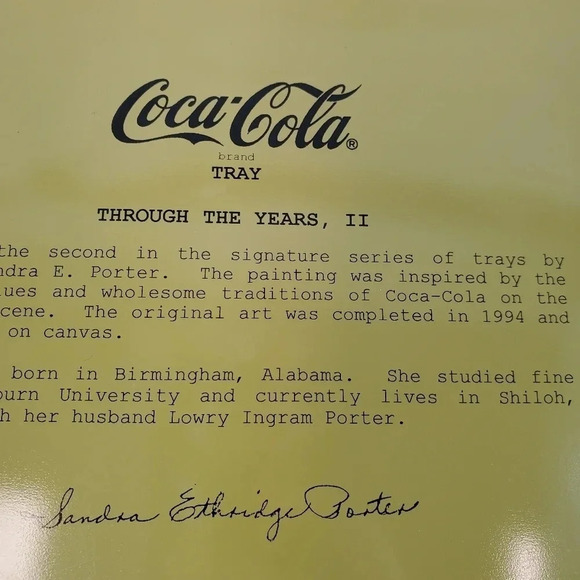 Coca-Cola®
brand
TRAY
THROUGH THE YEARS, II
the second in the signature series of trays by
ndra E. Porter. The painting was inspired by the
lues and wholesome traditions of Coca-Cola on the
cene. The original art was completed in 1994 and
on canvas.
born in Birmingham, Alabama. She studied fine
burn University and currently lives in Shiloh,
h her husband Lowry Ingram Porter.
Sandra Ethridge Porter